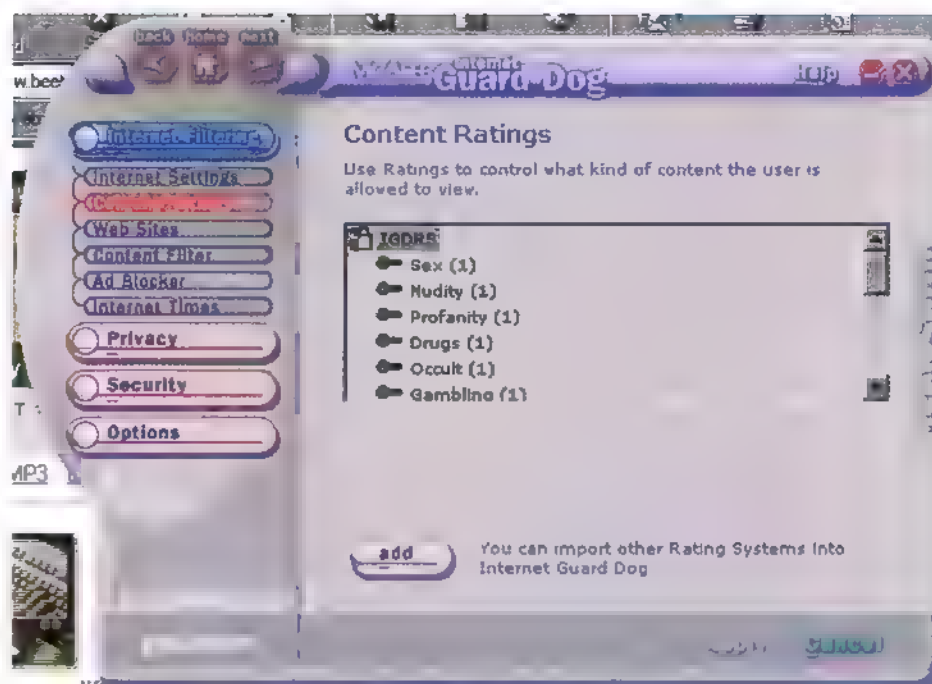 back home next
w.bee
Internet
Guard Dog
Help
Internet Filtering
Internet Settings
Web Sites
Content Filter
Ad Blocker
Internet Times
Privacy
Security
Options
MP3
Content Ratings
Use Ratings to control what kind of content the user is
allowed to view.
IGDRS
Sex (1)
Nudity (1)
Profanity (1)
Drugs (1)
Occult (1)
Gambling (1)
add
You can import other Rating Systems into
Internet Guard Dog
cancel